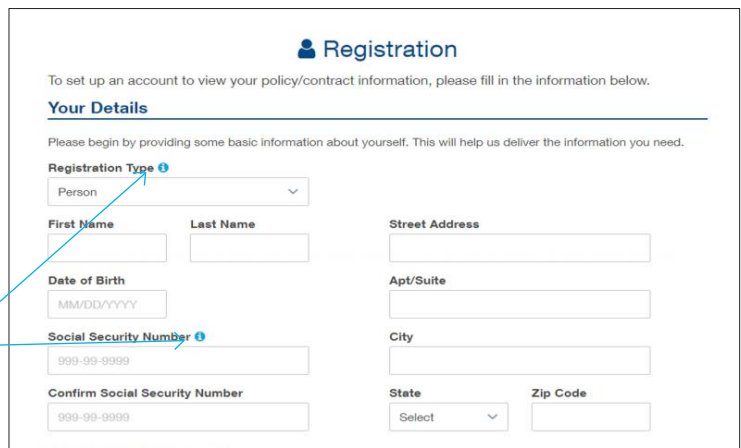 Registration
To set up an account to view your policy/contract information, please fill in the information below.
Your Details
Please begin by providing some basic information about yourself. This will help us deliver the information you need.
Registration Type
Person
First Name Last Name Street Address
Date of Birth Apt/Suite
MM/DD/YYYY
Social Security Number City
999-99-9999
Confirm Social Security Number State Zip Code
999-99-9999 Select